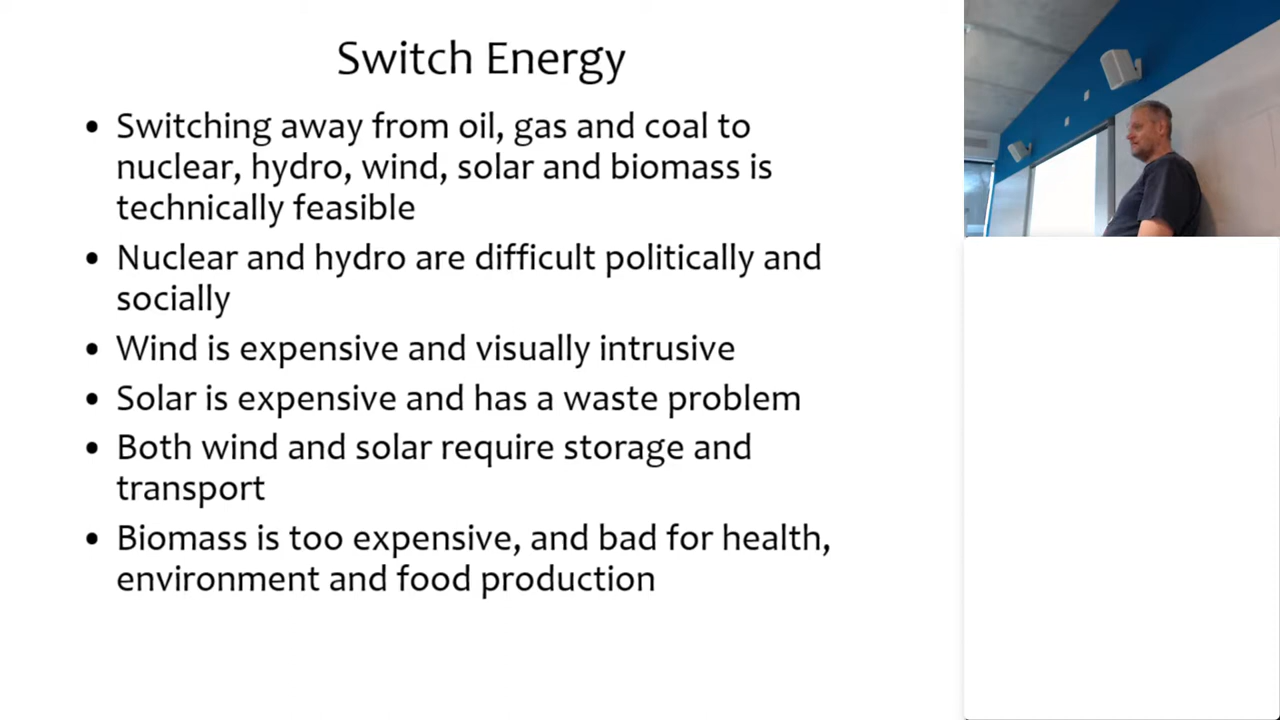 Switch Energy
• Switching away from oil, gas and coal to
nuclear, hydro, wind, solar and biomass is
technically feasible
• Nuclear and hydro are difficult politically and
socially
• Wind is expensive and visually intrusive
• Solar is expensive and has a waste problem
• Both wind and solar require storage and
transport
• Biomass is too expensive, and bad for health,
environment and food production